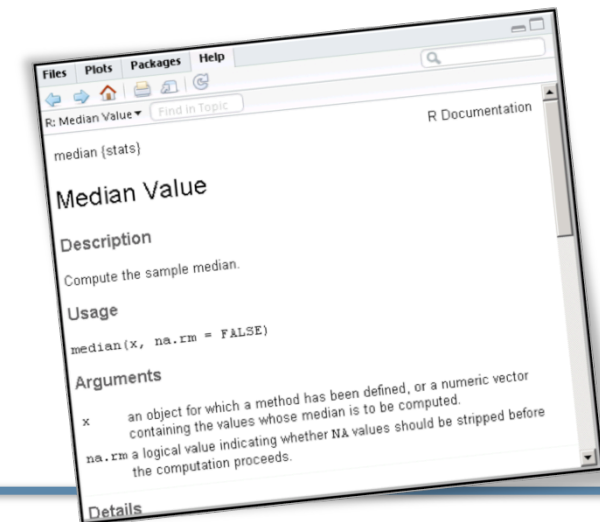 Files Plots Packages Help
R: Median Value Find in Topic
median {stats} R Documentation
Median Value
Description
Compute the sample median.
Usage
median(x, na.rm = FALSE)
Arguments
x an object for which a method has been defined, or a numeric vector
containing the values whose median is to be computed.
na.rm a logical value indicating whether NA values should be stripped before
the computation proceeds.
Details